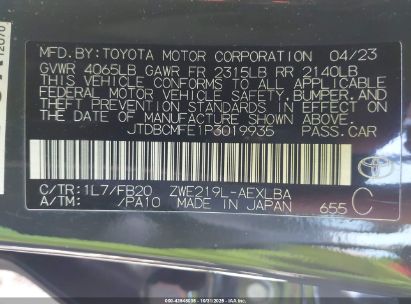 MFD.BY: TOYOTA MOTOR CORPORATION 04/23
GVWR 4065LB GAWR FR 2315LB RR 2140LB
THIS VEHICLE CONFORMS TO ALL APPLICABLE
FEDERAL MOTOR VEHICLE SAFETY, BUMPER, AND
THEFT PREVENTION STANDARDS IN EFFECT ON
THE DATE OF MANUFACTURE SHOWN ABOVE.
JTDBCMFE1P3019935 PASS.CAR
C/TR: 1L7/FB20 ZWE219L-AEXLBA
A/TM: /PA10 MADE IN JAPAN 655 C
TOYOTA